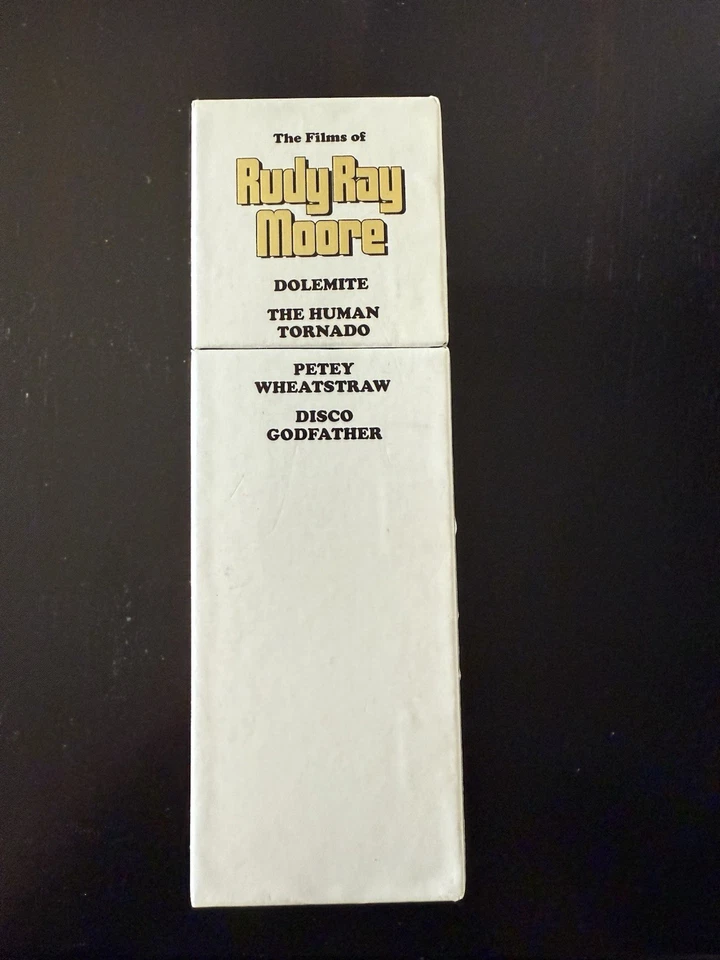 The Films of
Rudy Ray
Moore
DOLEMITE
THE HUMAN
TORNADO
PETEY
WHEATSTRAW
DISCO
GODFATHER